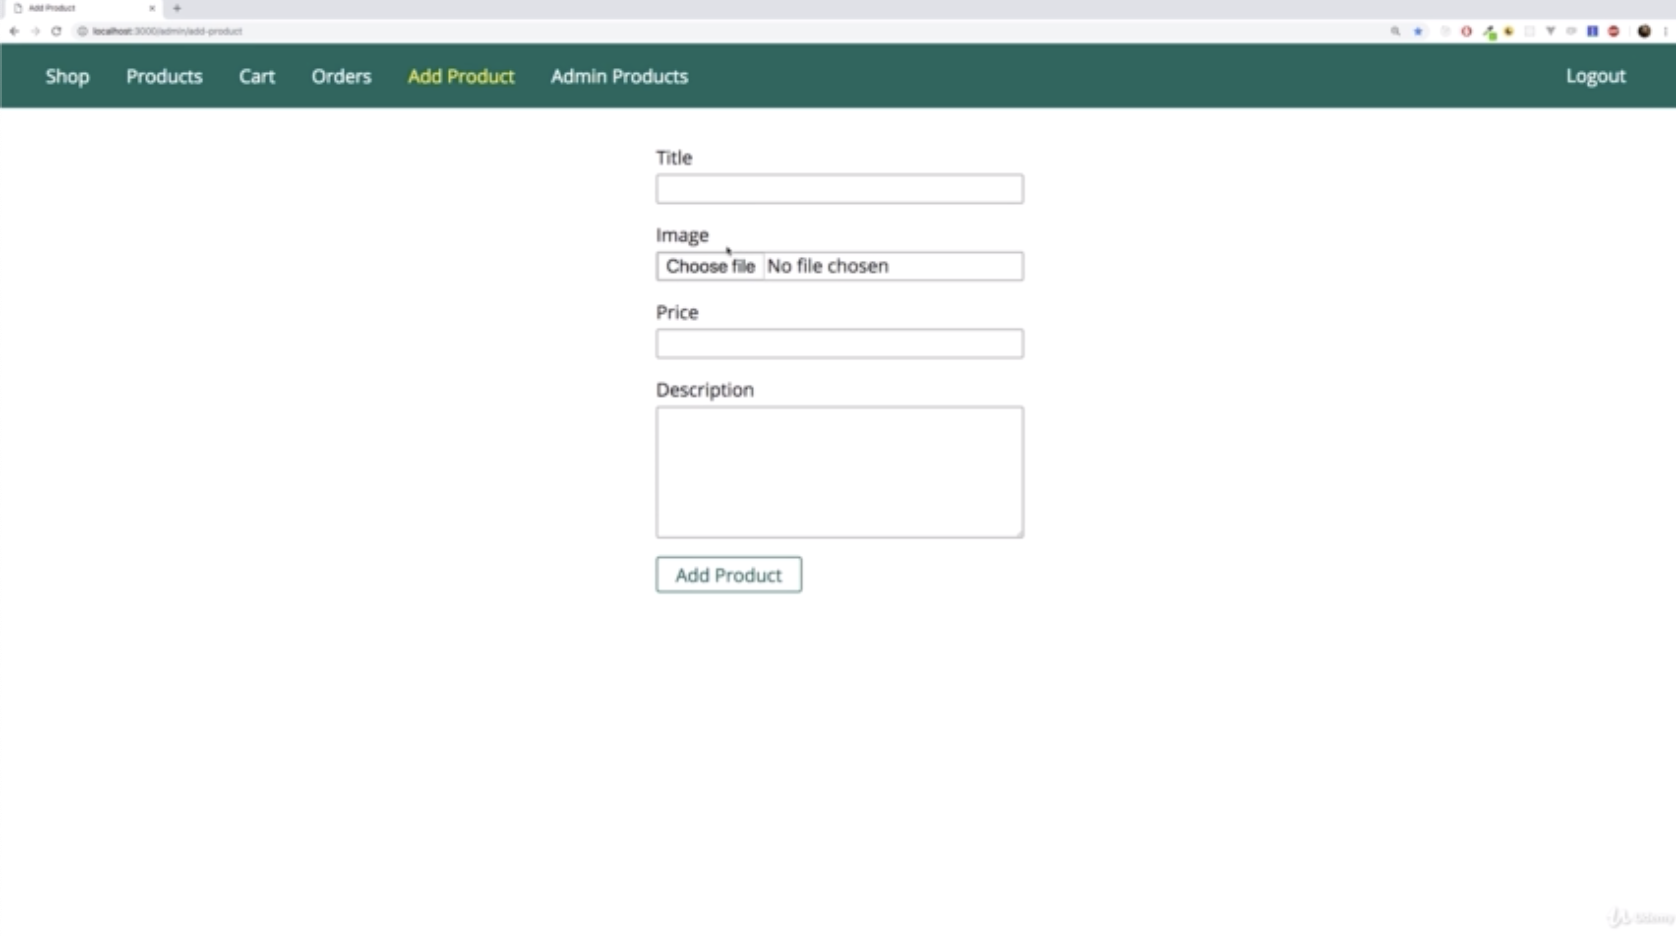 Add Product
localhost:3000/admin/add-product
Shop Products Cart Orders Add Product Admin Products Logout
Title
Image
Choose file No file chosen
Price
Description
Add Product
Udemy